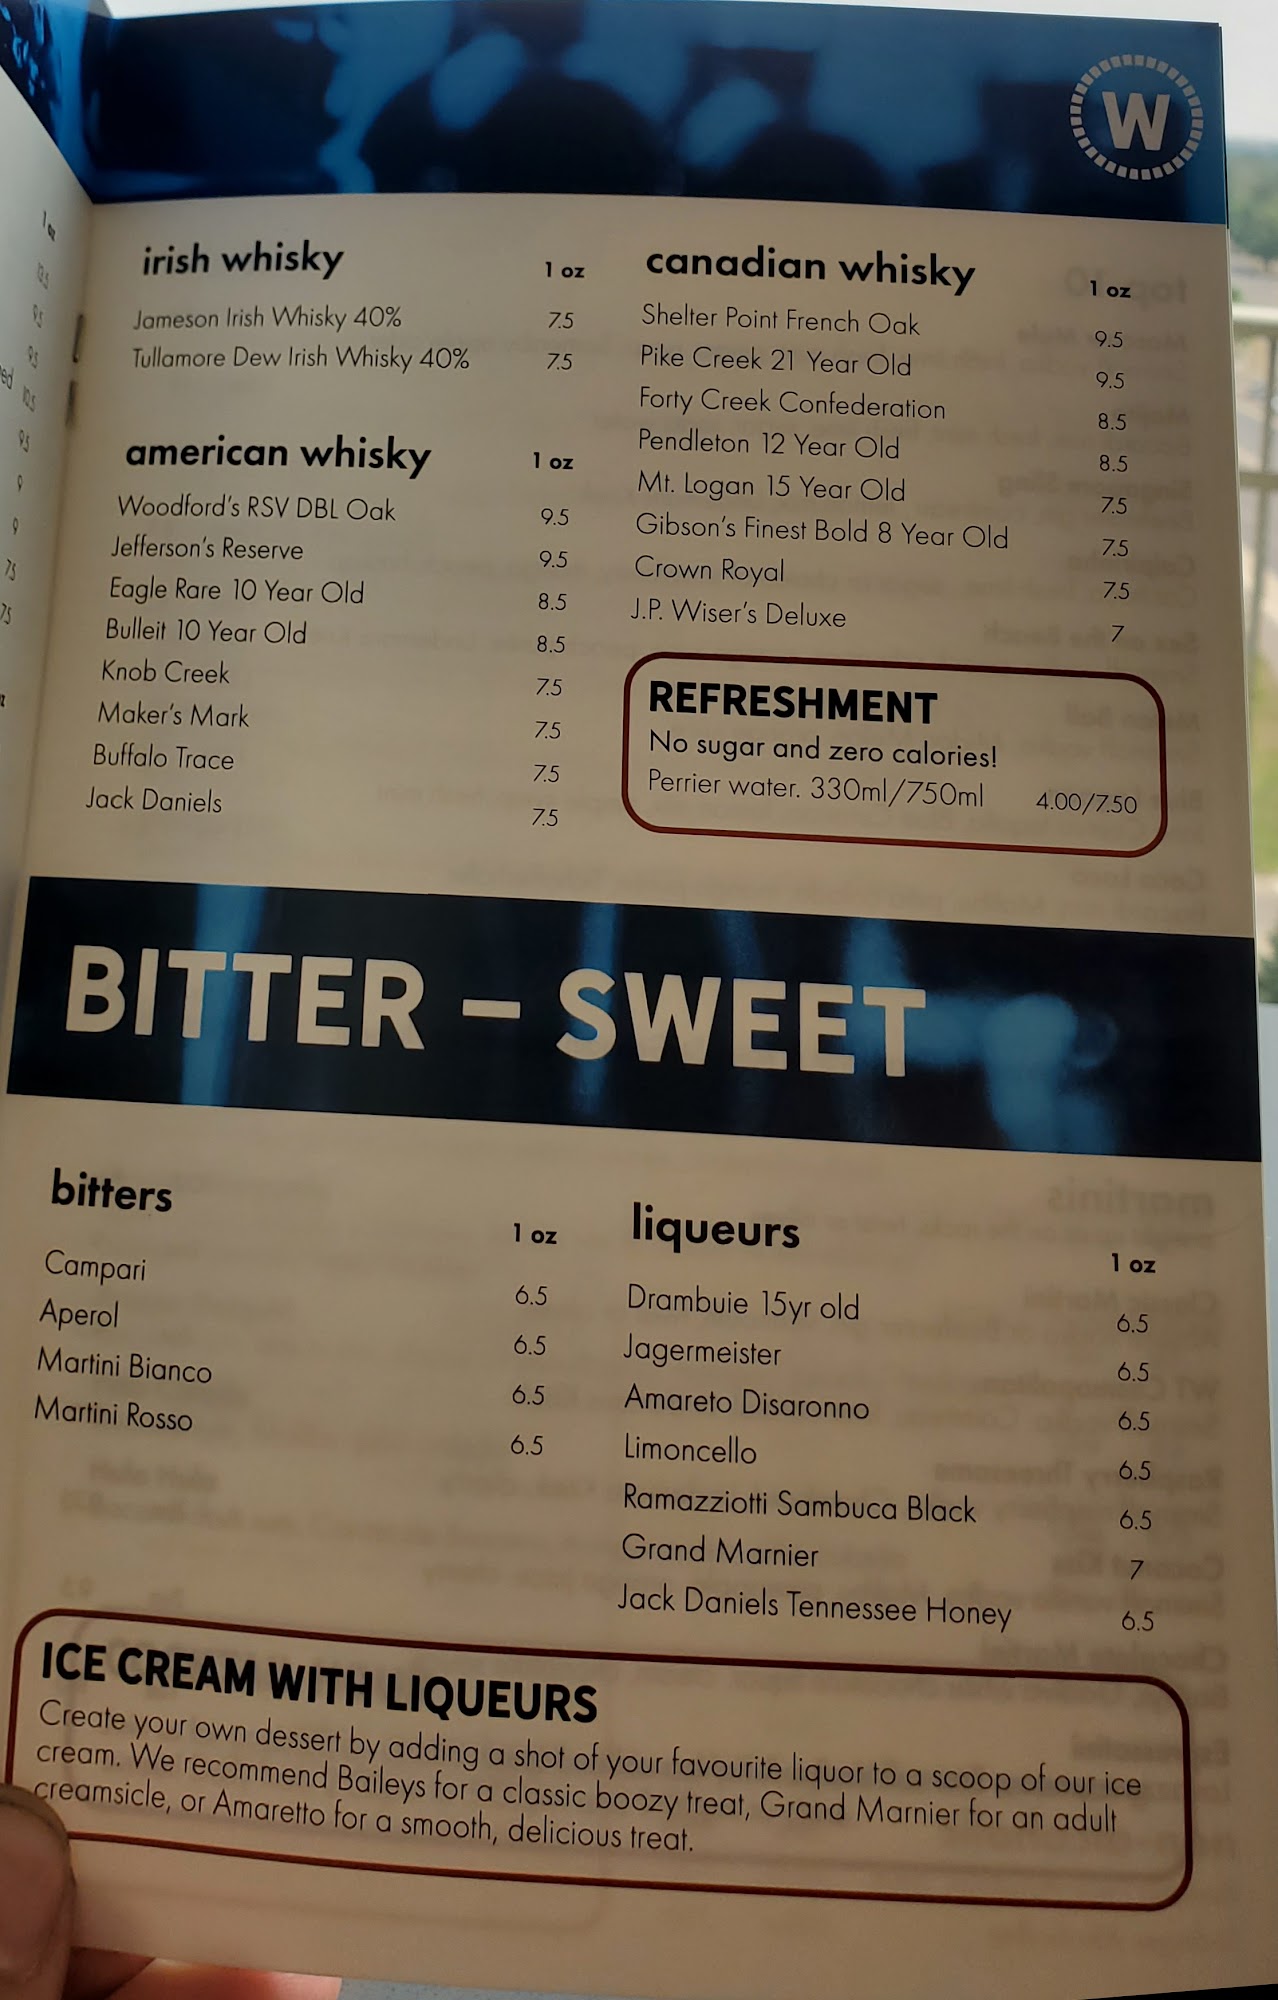 W
irish whisky 1 oz
Jameson Irish Whisky 40% 7.5
Tullamore Dew Irish Whisky 40% 7.5
american whisky 1 oz
Woodford's RSV DBL Oak 9.5
Jefferson's Reserve 9.5
Eagle Rare 10 Year Old 8.5
Bulleit 10 Year Old 8.5
Knob Creek 7.5
Maker's Mark 7.5
Buffalo Trace 7.5
Jack Daniels 7.5
canadian whisky 1 oz
Shelter Point French Oak 9.5
Pike Creek 21 Year Old 9.5
Forty Creek Confederation 8.5
Pendleton 12 Year Old 8.5
Mt. Logan 15 Year Old 7.5
Gibson's Finest Bold 8 Year Old 7.5
Crown Royal 7.5
J.P. Wiser's Deluxe 7
REFRESHMENT
No sugar and zero calories!
Perrier water. 330ml/750ml 4.00/7.50
BITTER – SWEET
bitters 1 oz
Campari 6.5
Aperol 6.5
Martini Bianco 6.5
Martini Rosso 6.5
liqueurs 1 oz
Drambuie 15yr old 6.5
Jagermeister 6.5
Amareto Disaronno 6.5
Limoncello 6.5
Ramazziotti Sambuca Black 6.5
Grand Marnier 7
Jack Daniels Tennessee Honey 6.5
ICE CREAM WITH LIQUEURS
Create your own dessert by adding a shot of your favourite liquor to a scoop of our ice
cream. We recommend Baileys for a classic boozy treat, Grand Marnier for an adult
creamsicle, or Amaretto for a smooth, delicious treat.